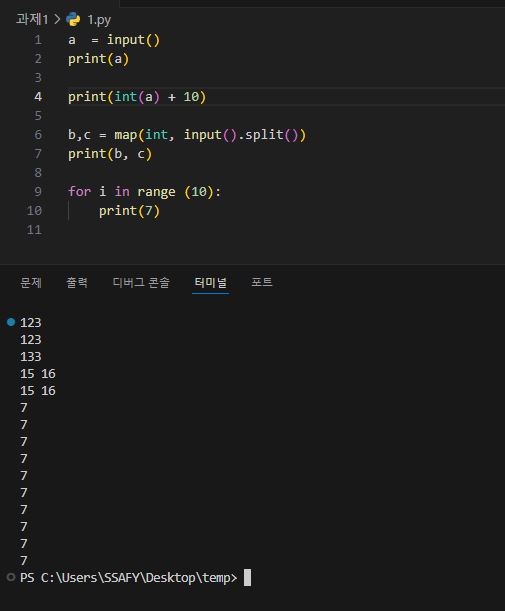 과제1 > 1.py
1 a  = input()
2 print(a)
3
4 print(int(a) + 10)
5
6 b,c = map(int, input().split())
7 print(b, c)
8
9 for i in range (10):
10     print(7)
11
문제 출력 디버그 콘솔 터미널 포트
123
123
133
15 16
15 16
7
7
7
7
7
7
7
7
7
7
PS C:\Users\SSAFY\Desktop\temp>